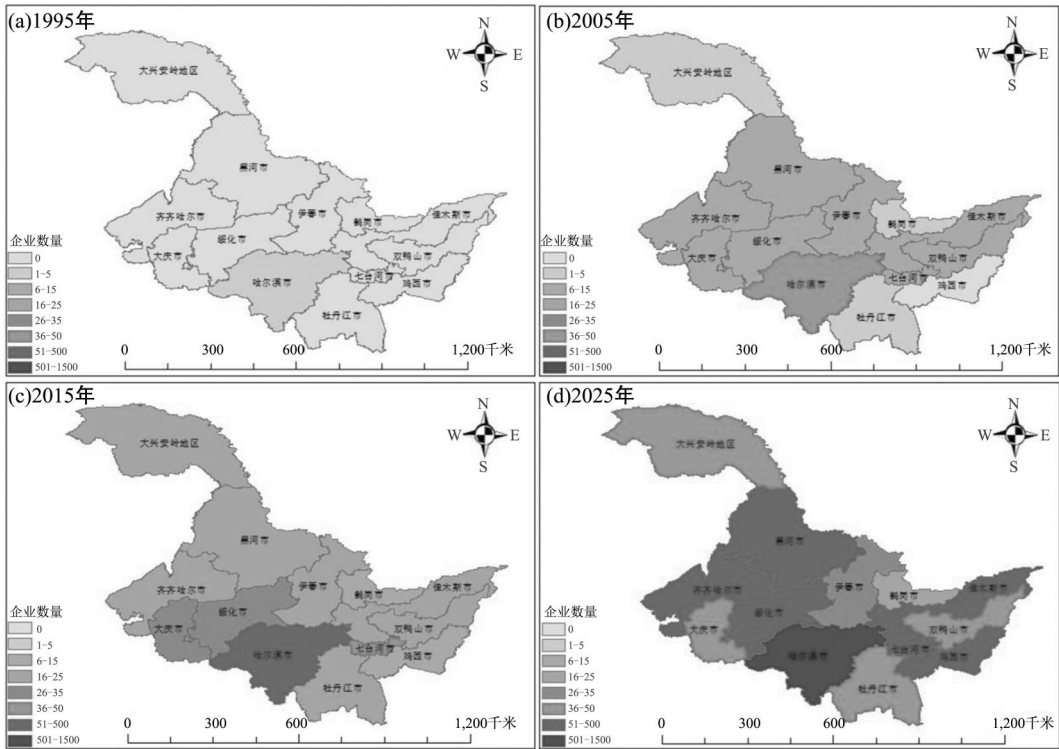 (a)1995年
N
W
E
S
大兴安岭地区
黑河市
齐齐哈尔市
伊春市
鹤岗市
佳木斯市
绥化市
大庆市
双鸭山市
七台河市
鸡西市
哈尔滨市
牡丹江市
企业数量
0
1-5
6-15
16-25
26-35
36-50
51-500
501-1500
0 300 600 1,200千米
(b)2005年
N
W
E
S
大兴安岭地区
黑河市
齐齐哈尔市
伊春市
鹤岗市
佳木斯市
绥化市
大庆市
双鸭山市
七台河市
鸡西市
哈尔滨市
牡丹江市
企业数量
0
1-5
6-15
16-25
26-35
36-50
51-500
501-1500
0 300 600 1,200千米
(c)2015年
N
W
E
S
大兴安岭地区
黑河市
齐齐哈尔市
伊春市
鹤岗市
佳木斯市
绥化市
大庆市
双鸭山市
七台河市
鸡西市
哈尔滨市
牡丹江市
企业数量
0
1-5
6-15
16-25
26-35
36-50
51-500
501-1500
0 300 600 1,200千米
(d)2025年
N
W
E
S
大兴安岭地区
黑河市
齐齐哈尔市
伊春市
鹤岗市
佳木斯市
绥化市
大庆市
双鸭山市
七台河市
鸡西市
哈尔滨市
牡丹江市
企业数量
0
1-5
6-15
16-25
26-35
36-50
51-500
501-1500
0 300 600 1,200千米